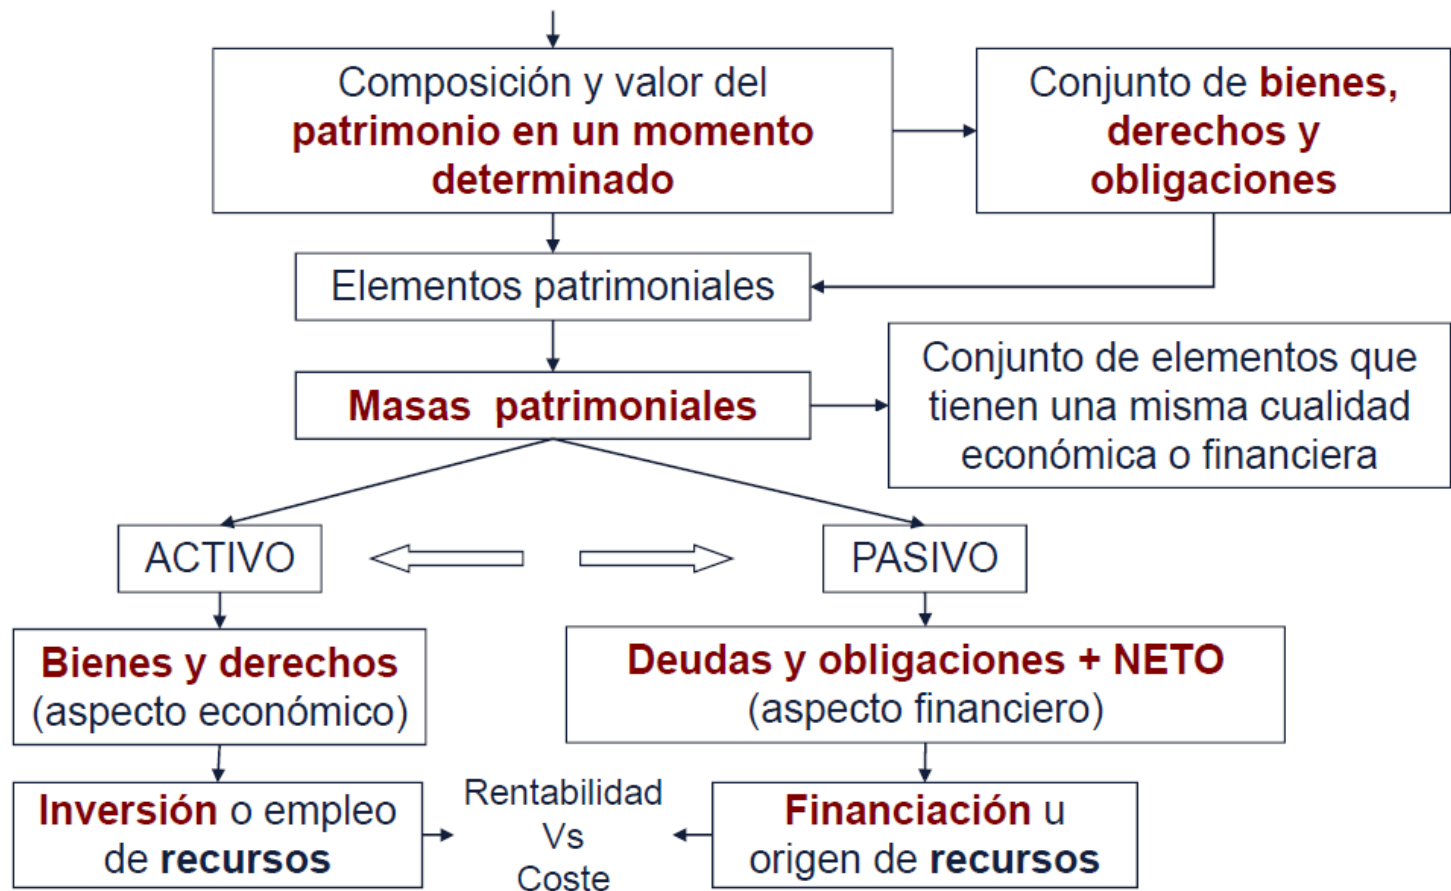 Composición y valor del
patrimonio en un momento
determinado
Conjunto de bienes,
derechos y
obligaciones
Elementos patrimoniales
Masas patrimoniales
Conjunto de elementos que
tienen una misma cualidad
económica o financiera
ACTIVO
PASIVO
Bienes y derechos
(aspecto económico)
Deudas y obligaciones + NETO
(aspecto financiero)
Inversión o empleo
de recursos
Rentabilidad
Vs
Coste
Financiación u
origen de recursos